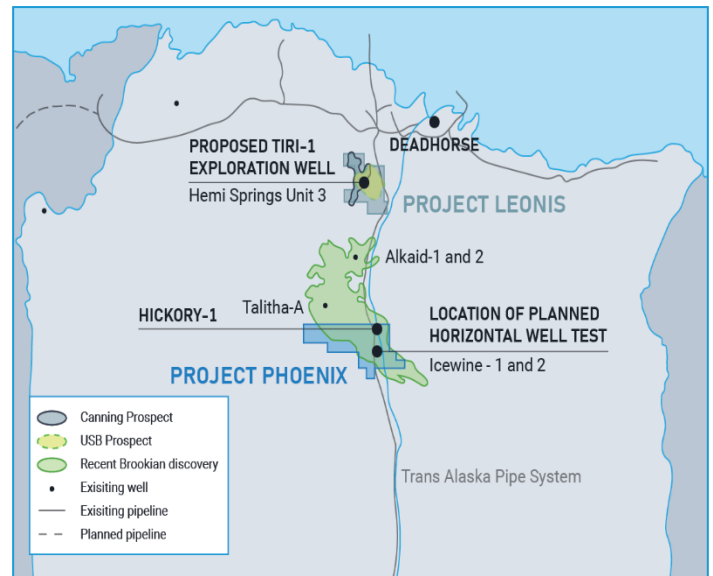 DEADHORSE
PROPOSED TIRI-1
EXPLORATION WELL
Hemi Springs Unit 3
PROJECT LEONIS
Alkaid-1 and 2
Talitha-A
HICKORY-1
LOCATION OF PLANNED
HORIZONTAL WELL TEST
Icewine - 1 and 2
PROJECT PHOENIX
Canning Prospect
USB Prospect
Recent Brookian discovery
Exisiting well
Exisiting pipeline
Planned pipeline
Trans Alaska Pipe System